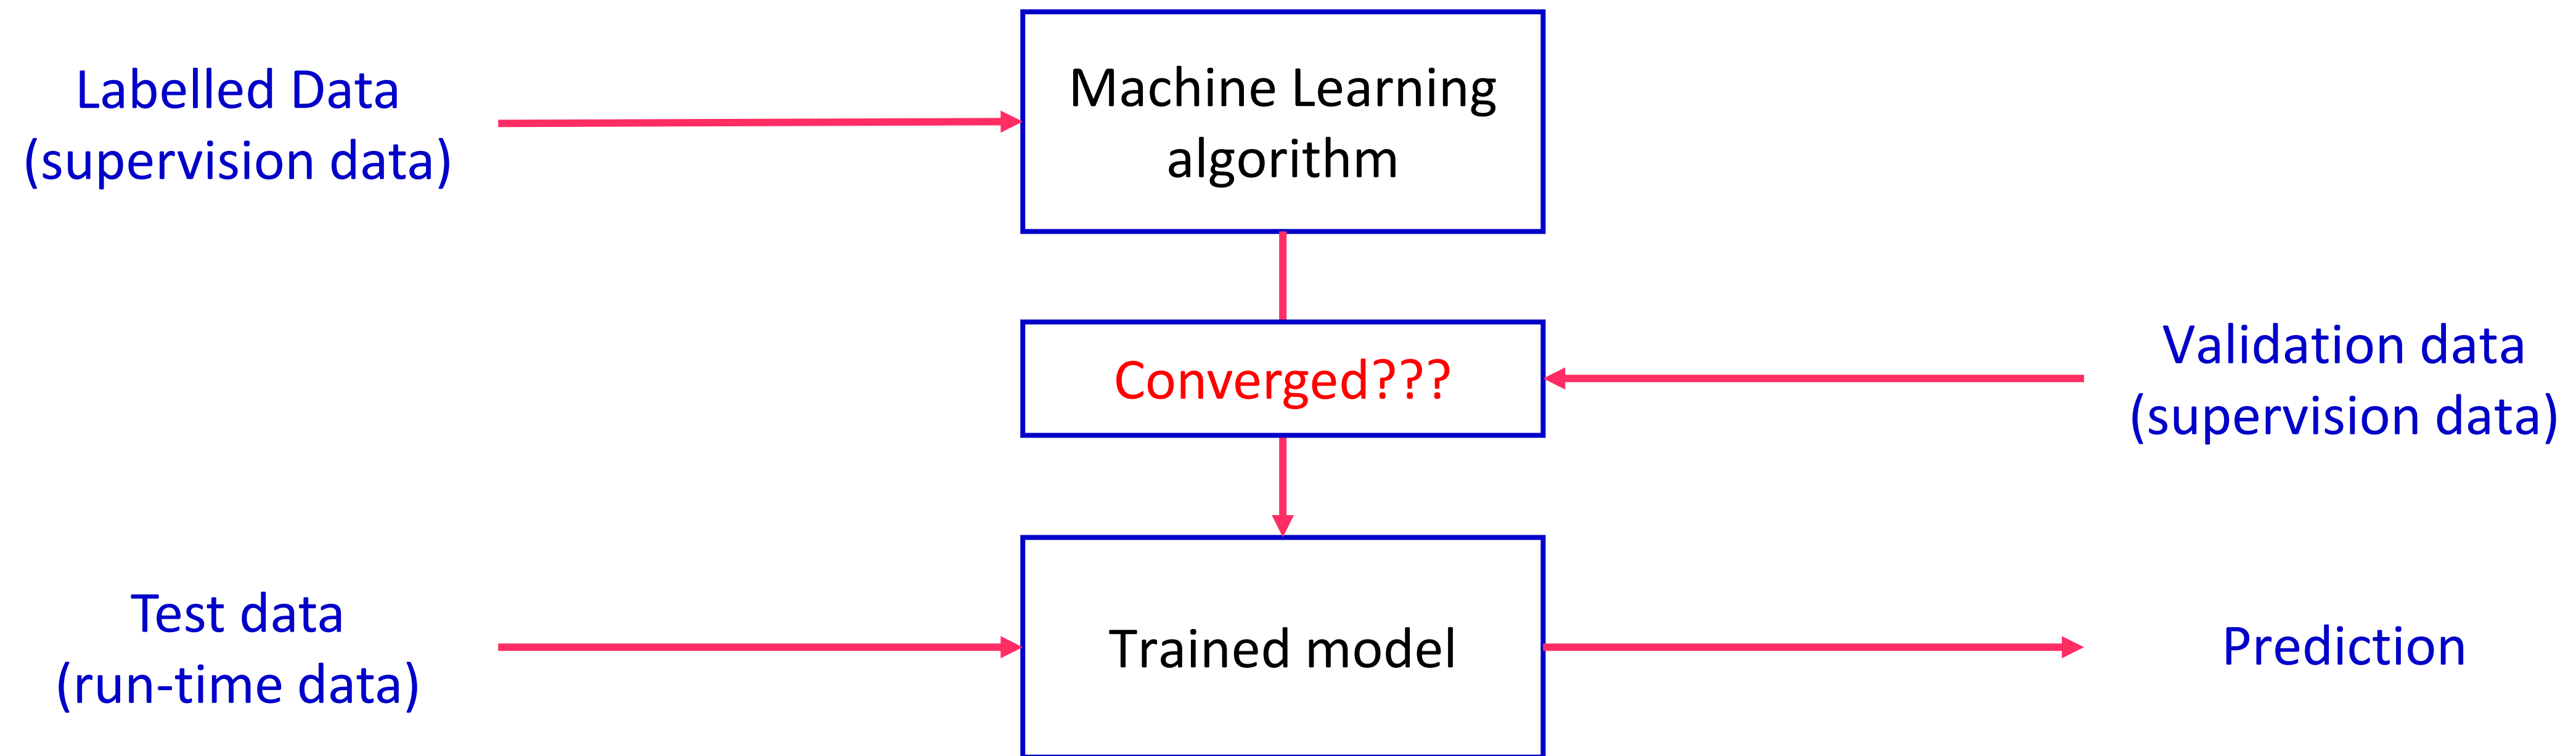 Labelled Data
(supervision data)
Machine Learning
algorithm
Converged???
Validation data
(supervision data)
Test data
(run-time data)
Trained model
Prediction